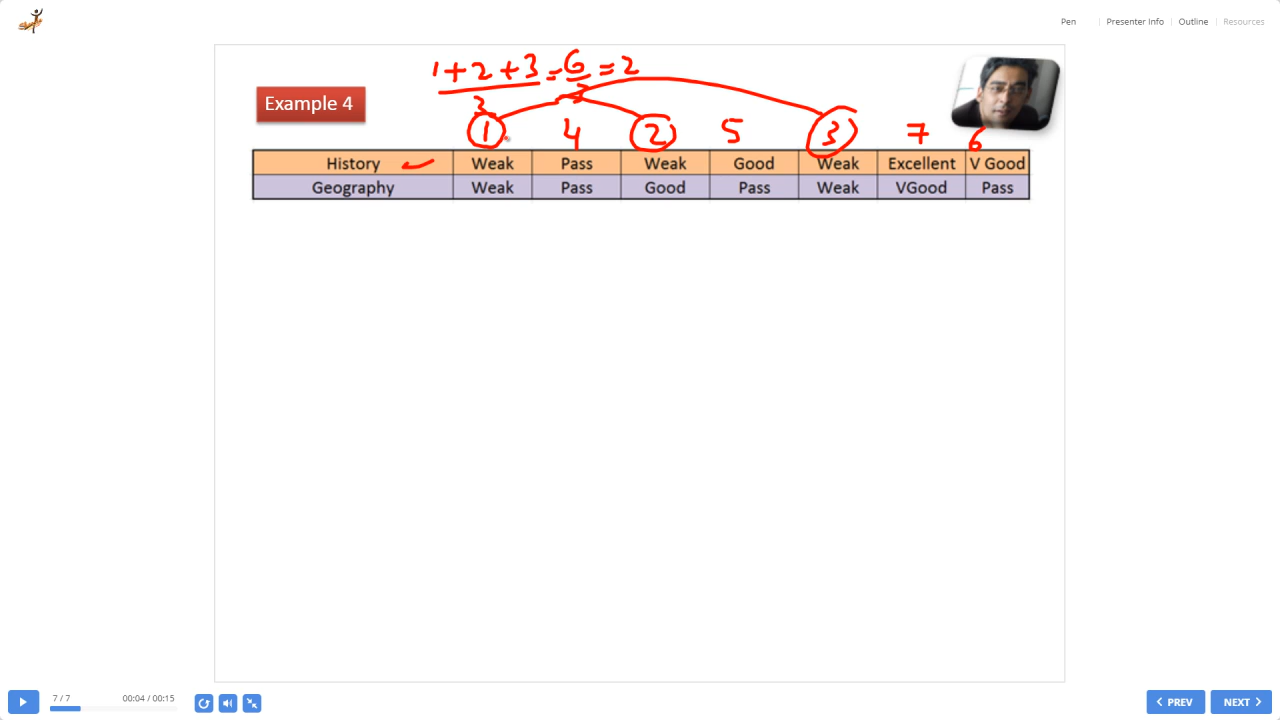 Pen Presenter Info Outline Resources
1 + 2 + 3 = 6 = 2
3 3
Example 4
1 4 2 5 3 7 6
History Weak Pass Weak Good Weak Excellent V Good
Geography Weak Pass Good Pass Weak VGood Pass
7 / 7 00:04 / 00:15 PREV NEXT